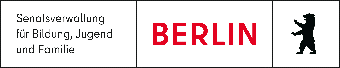 Senatsverwaltung
für Bildung, Jugend
und Familie
BERLIN